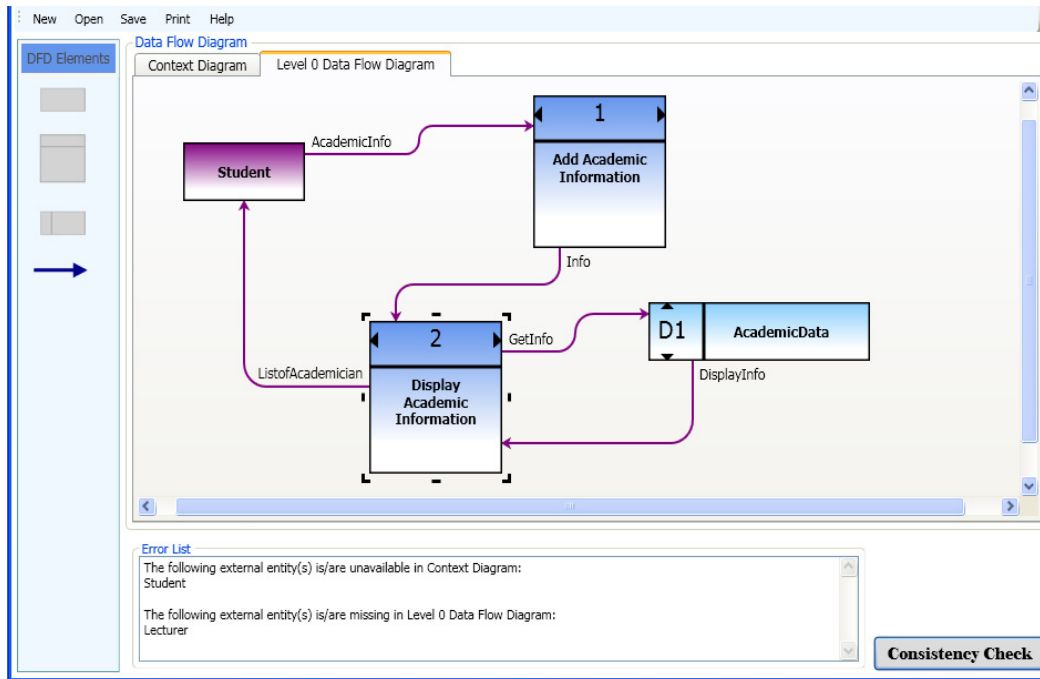 New Open Save Print Help
DFD Elements
Data Flow Diagram
Context Diagram
Level 0 Data Flow Diagram
Student
AcademicInfo
1
Add Academic
Information
Info
2
Display
Academic
Information
GetInfo
D1
AcademicData
DisplayInfo
ListofAcademician
Error List
The following external entity(s) is/are unavailable in Context Diagram:
Student
The following external entity(s) is/are missing in Level 0 Data Flow Diagram:
Lecturer
Consistency Check